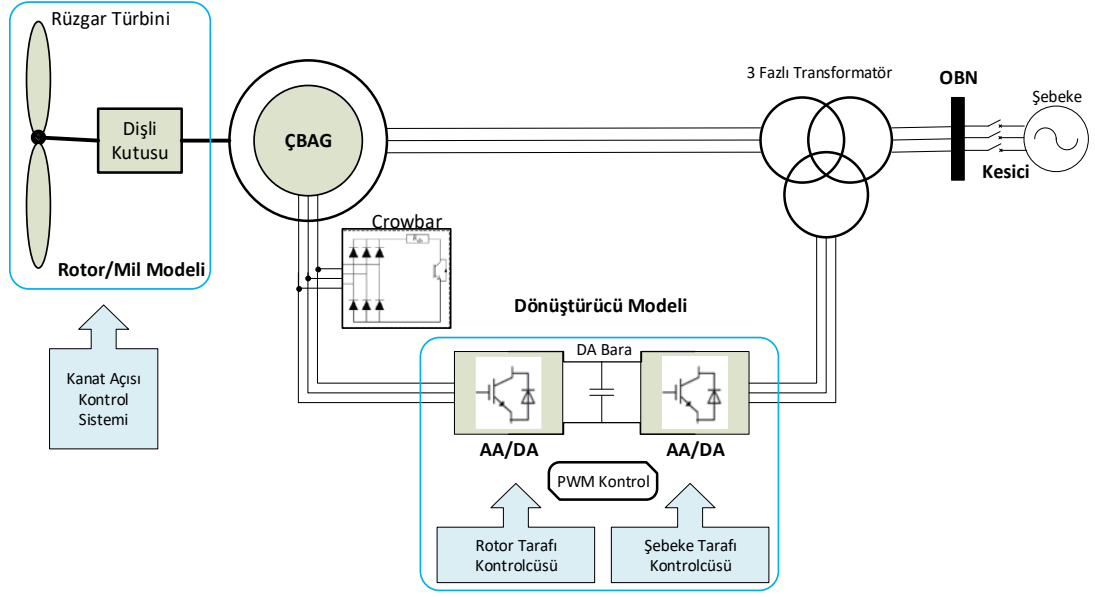 Rüzgar Türbini
Dişli
Kutusu
ÇBAG
Rotor/Mil Modeli
3 Fazlı Transformatör
OBN
Şebeke
Kesici
Crowbar
Kanat Açısı
Kontrol
Sistemi
Dönüştürücü Modeli
DA Bara
AA/DA
AA/DA
PWM Kontrol
Rotor Tarafı
Kontrolcüsü
Şebeke Tarafı
Kontrolcüsü